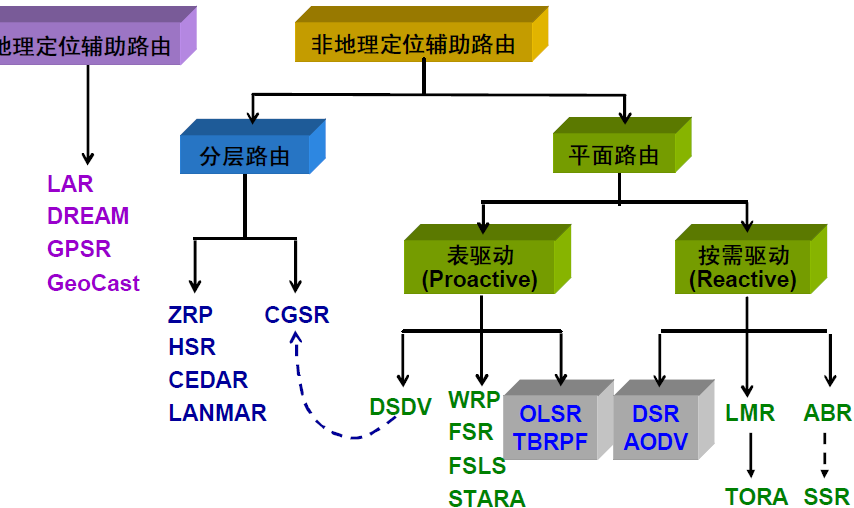 地理定位辅助路由
非地理定位辅助路由
分层路由
平面路由
LAR
DREAM
GPSR
GeoCast
表驱动
(Proactive)
按需驱动
(Reactive)
ZRP
HSR
CEDAR
LANMAR
CGSR
DSDV
WRP
FSR
FSLS
STARA
OLSR
TBRPF
DSR
AODV
LMR
TORA
ABR
SSR